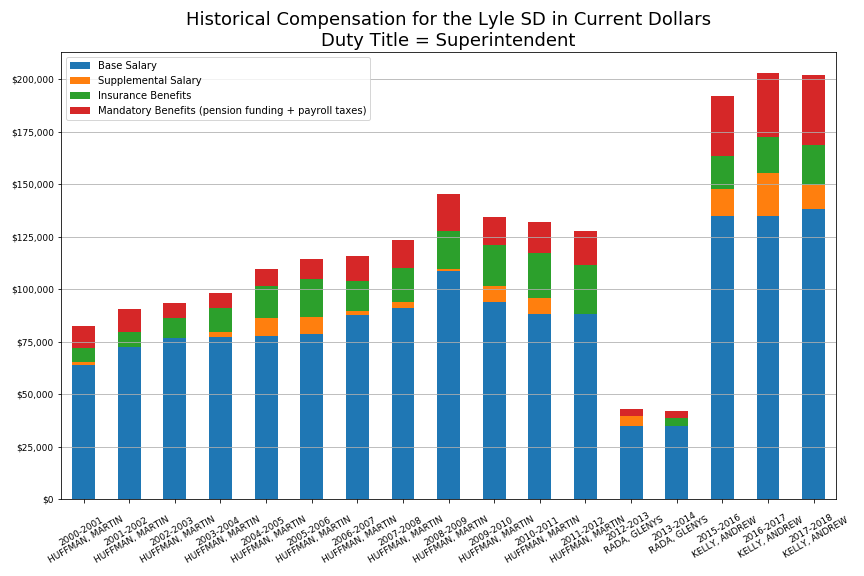 Historical Compensation for the Lyle SD in Current Dollars
Duty Title = Superintendent
Base Salary
Supplemental Salary
Insurance Benefits
Mandatory Benefits (pension funding + payroll taxes)
$200,000
$175,000
$150,000
$125,000
$100,000
$75,000
$50,000
$25,000
$0
2000-2001
HUFFMAN, MARTIN
2001-2002
HUFFMAN, MARTIN
2002-2003
HUFFMAN, MARTIN
2003-2004
HUFFMAN, MARTIN
2004-2005
HUFFMAN, MARTIN
2005-2006
HUFFMAN, MARTIN
2006-2007
HUFFMAN, MARTIN
2007-2008
HUFFMAN, MARTIN
2008-2009
HUFFMAN, MARTIN
2009-2010
HUFFMAN, MARTIN
2010-2011
HUFFMAN, MARTIN
2011-2012
HUFFMAN, MARTIN
2012-2013
RADA, GLENYS
2013-2014
RADA, GLENYS
2015-2016
KELLY, ANDREW
2016-2017
KELLY, ANDREW
2017-2018
KELLY, ANDREW